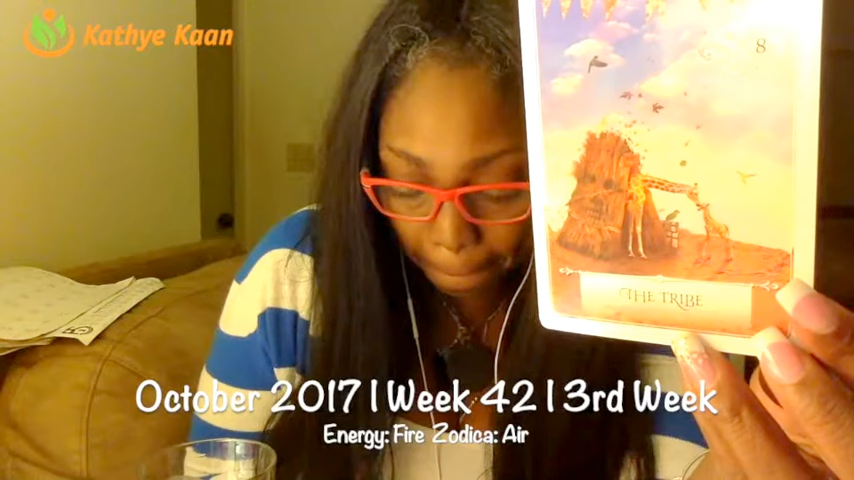 Kathye Kaan
8
THE TRIBE
October 2017 | Week 42 | 3rd Week
Energy: Fire Zodica: Air